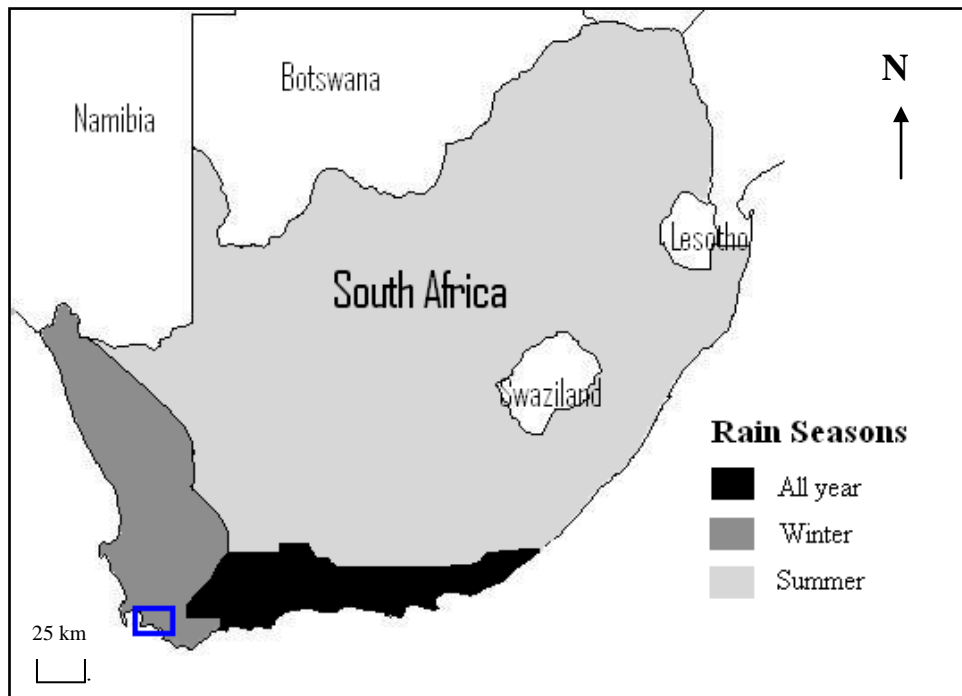 Botswana
N
Namibia
Lesotho
South Africa
Swaziland
Rain Seasons
All year
Winter
Summer
25 km